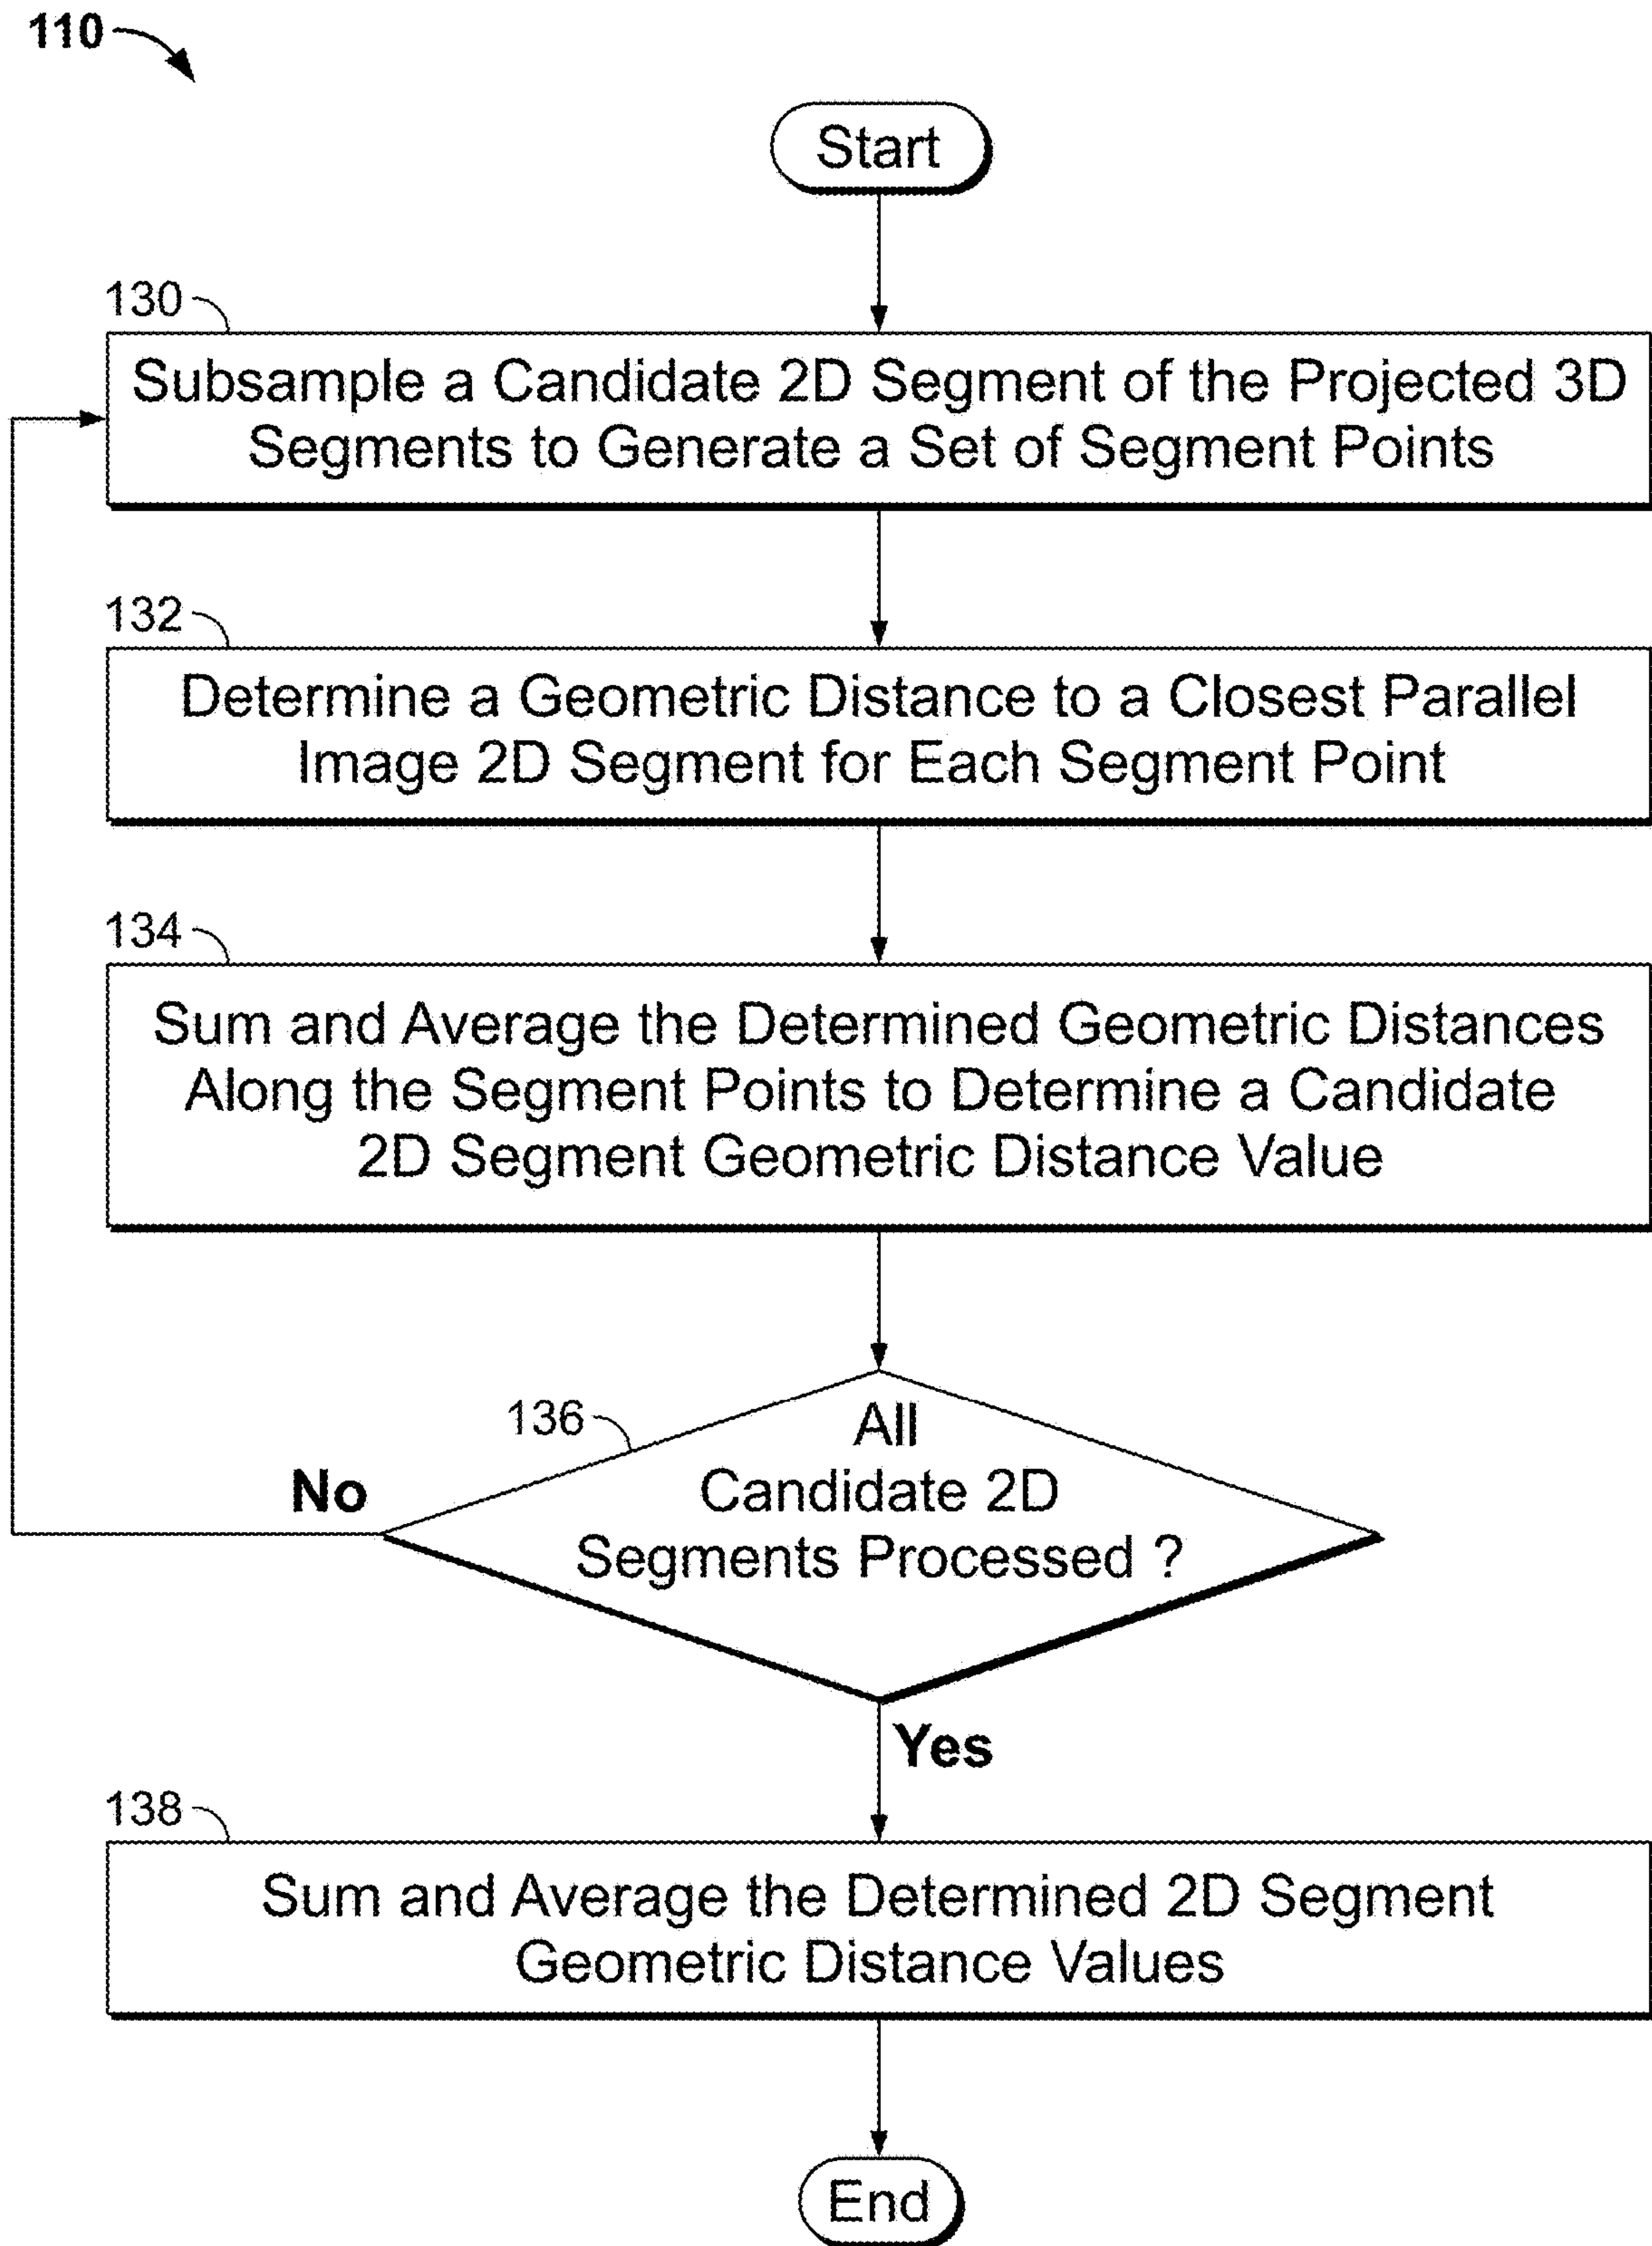 110
Start
130
Subsample a Candidate 2D Segment of the Projected 3D
Segments to Generate a Set of Segment Points
132
Determine a Geometric Distance to a Closest Parallel
Image 2D Segment for Each Segment Point
134
Sum and Average the Determined Geometric Distances
Along the Segment Points to Determine a Candidate
2D Segment Geometric Distance Value
136
All
Candidate 2D
Segments Processed ?
No
Yes
138
Sum and Average the Determined 2D Segment
Geometric Distance Values
End